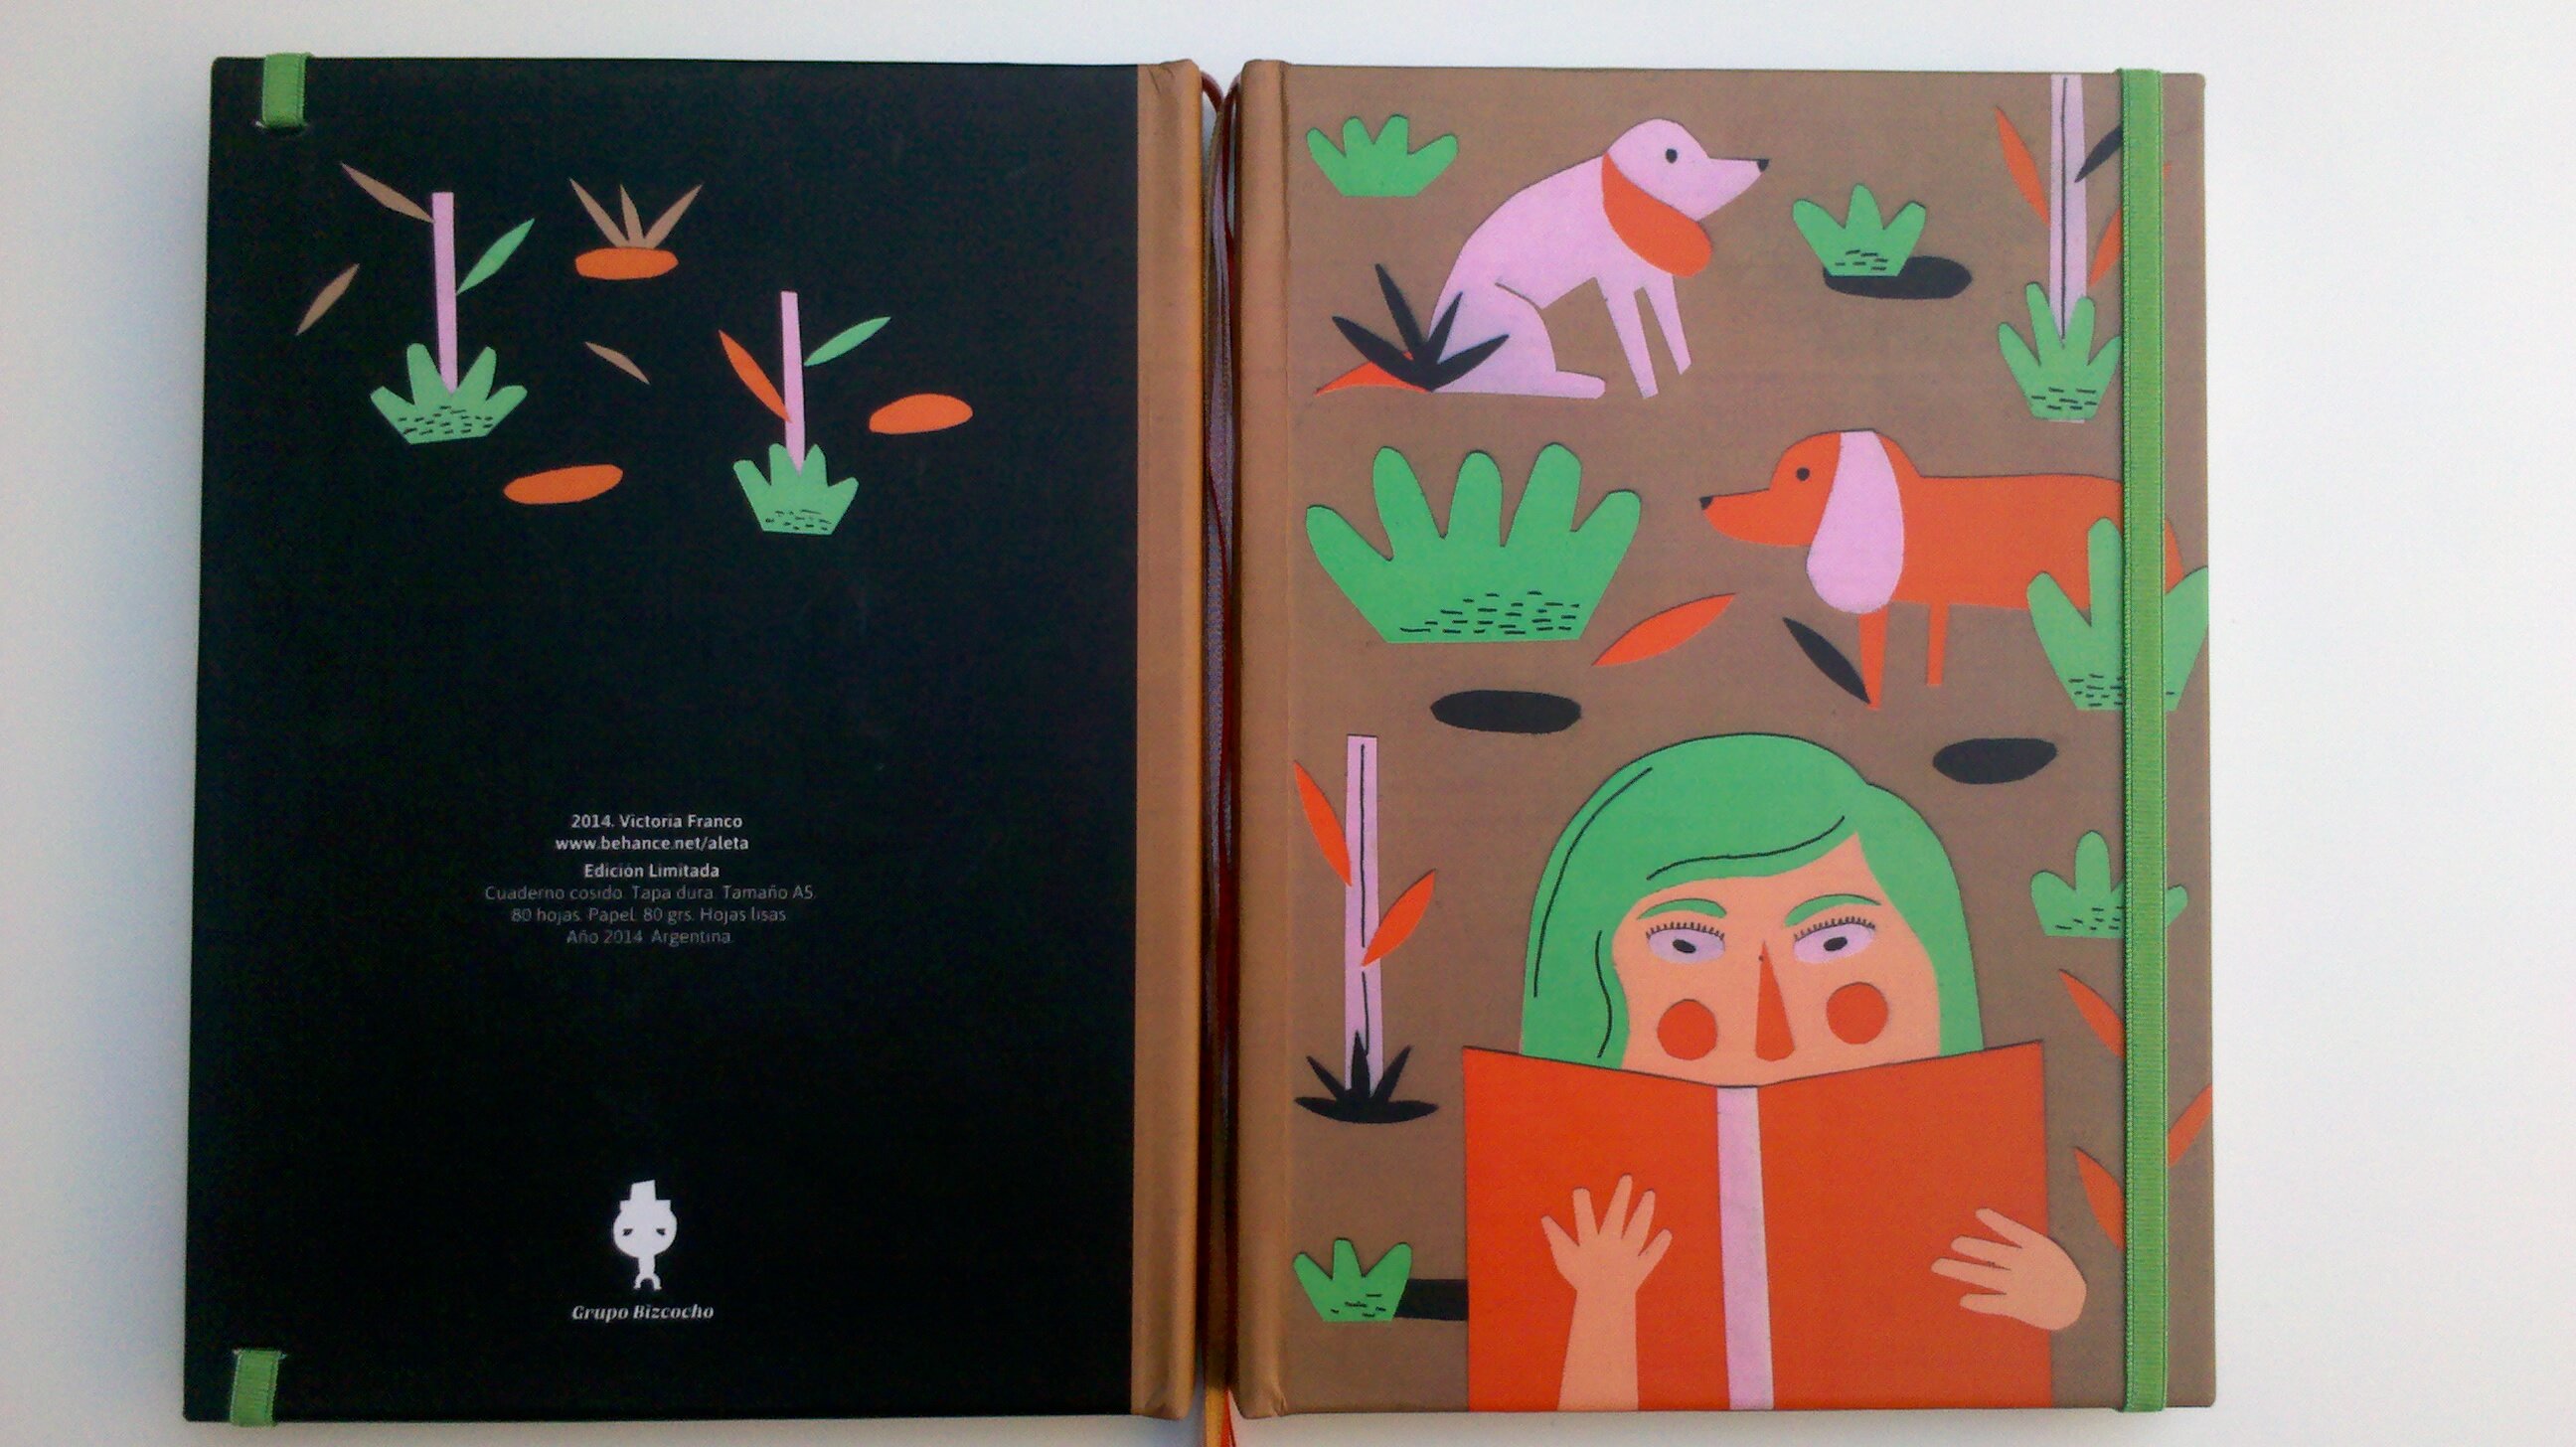 2014. Victoria Franco
www.behance.net/aleta
Edición Limitada
Cuaderno cosido. Tapa dura. Tamaño A5.
80 hojas. Papel 80 grs. Hojas lisas
Año 2014. Argentina.
Grupo Bizcocho